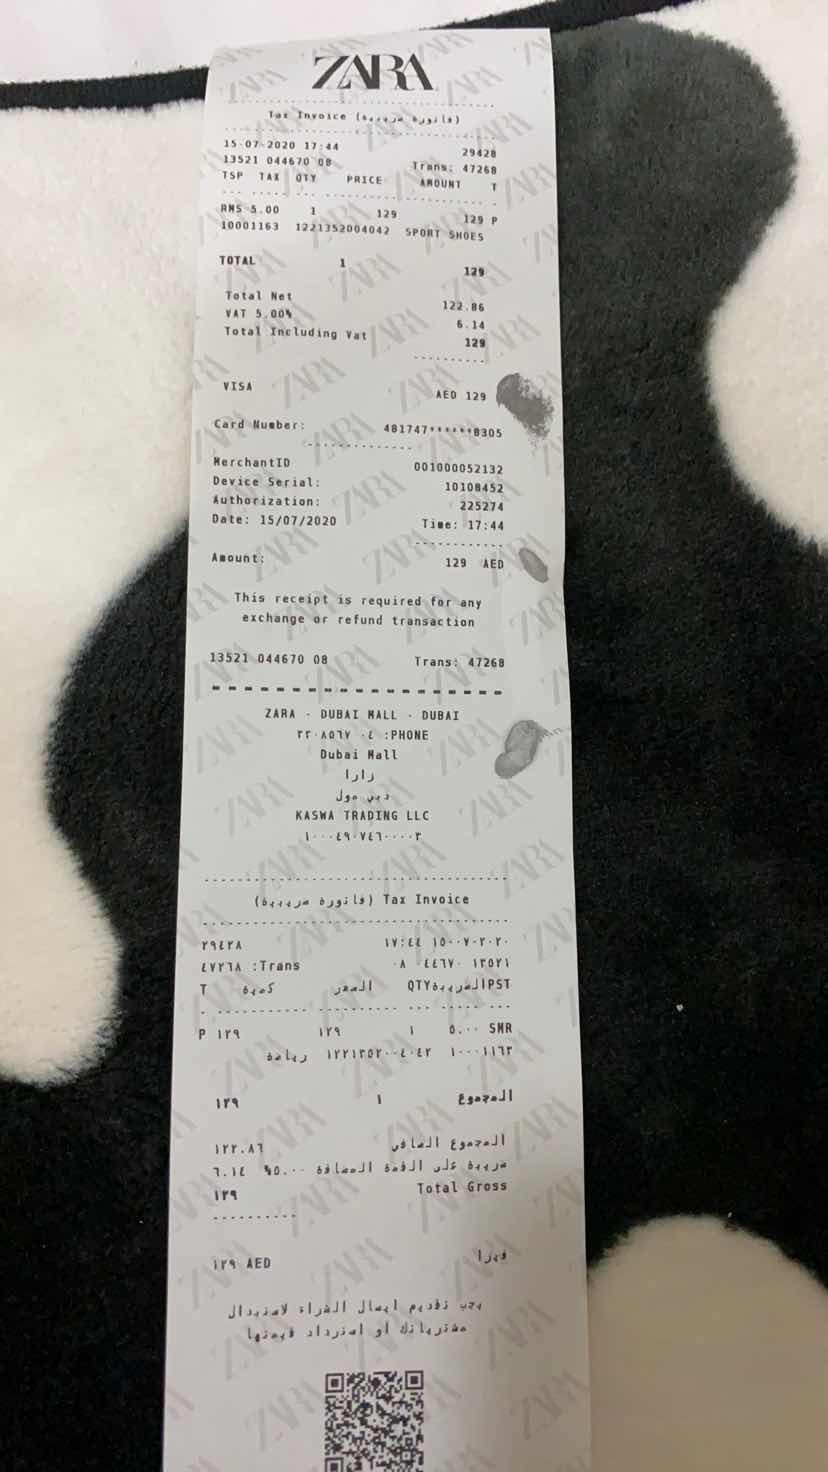 ZARA
Tax Invoice (فاتورة ضريبية)
15-07-2020 17:44 29428
13521 044670 08 Trans: 47268
TSP TAX QTY PRICE AMOUNT T
RMS 5.00 1 129 129 P
10001163 1221352004042 SPORT SHOES
TOTAL 1 129
Total Net 122.86
VAT 5.00% 6.14
Total Including Vat 129
VISA AED 129
Card Number: 481747******8305
MerchantID 001000052132
Device Serial: 10108452
Authorization: 225274
Date: 15/07/2020 Time: 17:44
Amount: 129 AED
This receipt is required for any
exchange or refund transaction
13521 044670 08 Trans: 47268
ZARA - DUBAI MALL - DUBAI
٣٣٠٨٥٦٧ ٠٤ :PHONE
Dubai Mall
زارا
دبي مول
KASWA TRADING LLC
١٠٠٠٤٩٠٧٤٦٠٠٠٠٣
(فاتورة ضريبية) Tax Invoice
٢٩٤٢٨ ١٧:٤٤ ١٥-٠٧-٢٠٢٠
٤٧٢٦٨ :Trans ٠٨ ٠٤٤٦٧٠ ١٣٥٢١
T كمية السعر QTYالضريبةPST
P ١٢٩ ١٢٩ ١ ٥.٠٠ SMR
رياضة ١٢٢١٣٥٢٠٠٤٠٤٢ ١٠٠٠١١٦٣
١٢٩ ١ المجموع
١٢٢.٨٦ المجموع الصافي
٦.١٤ %٥.٠٠ ضريبة على القمة المضافة
١٢٩ Total Gross
١٢٩ AED فيزا
يجب تقديم ايصال الشراء لاستبدال
مشترياتك أو استرداد قيمتها